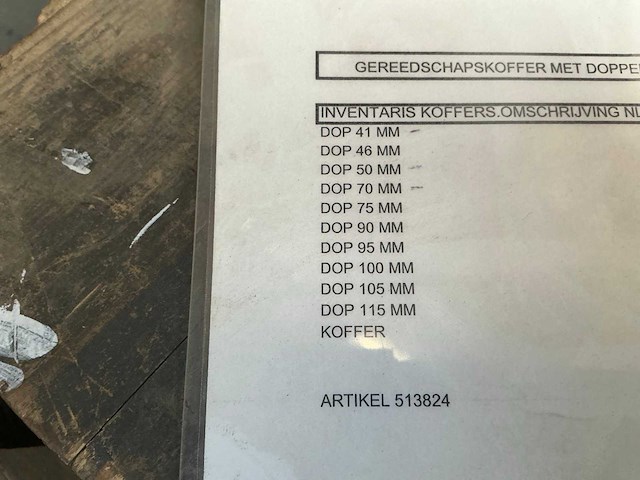 GEREEDSCHAPSKOFFER MET
INVENTARIS KOFFERS.OMSCHRIJVING
DOP 41 MM
DOP 46 MM
DOP 50 MM
DOP 70 MM
DOP 75 MM
DOP 90 MM
DOP 95 MM
DOP 100 MM
DOP 105 MM
DOP 115 MM
KOFFER
ARTIKEL 513824